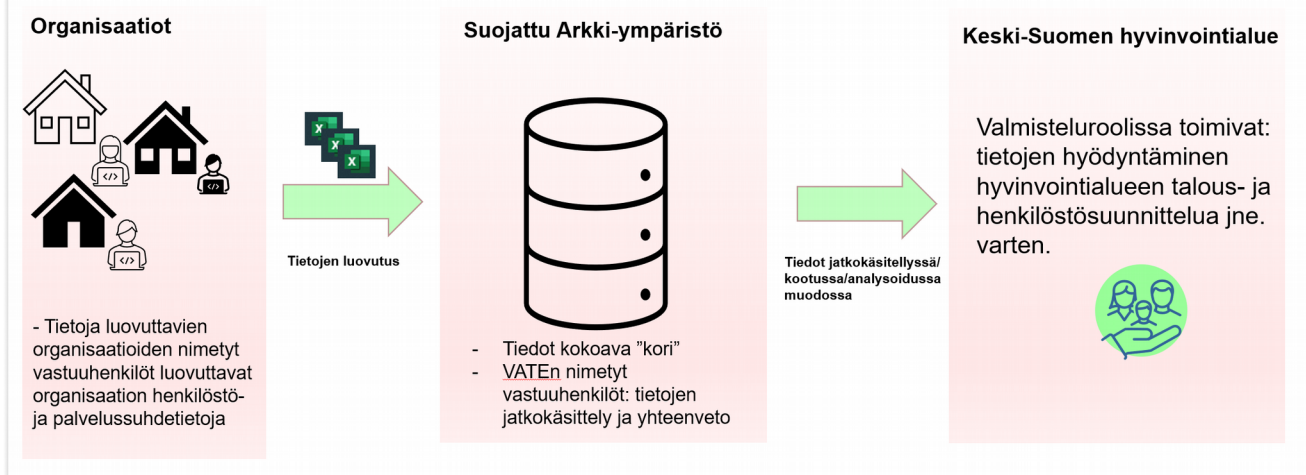 Organisaatiot
- Tietoja luovuttavien
organisaatioiden nimetyt
vastuuhenkilöt luovuttavat
organisaation henkilöstö-
ja palvelussuhdetietoja
X
X
X
Tietojen luovutus
Suojattu Arkki-ympäristö
- Tiedot kokoava ”kori”
- VATEn nimetyt
vastuuhenkilöt: tietojen
jatkokäsittely ja yhteenveto
Tiedot jatkokäsitellyssä/
kootussa/analysoidussa
muodossa
Keski-Suomen hyvinvointialue
Valmisteluroolissa toimivat:
tietojen hyödyntäminen
hyvinvointialueen talous- ja
henkilöstösuunnittelua jne.
varten.